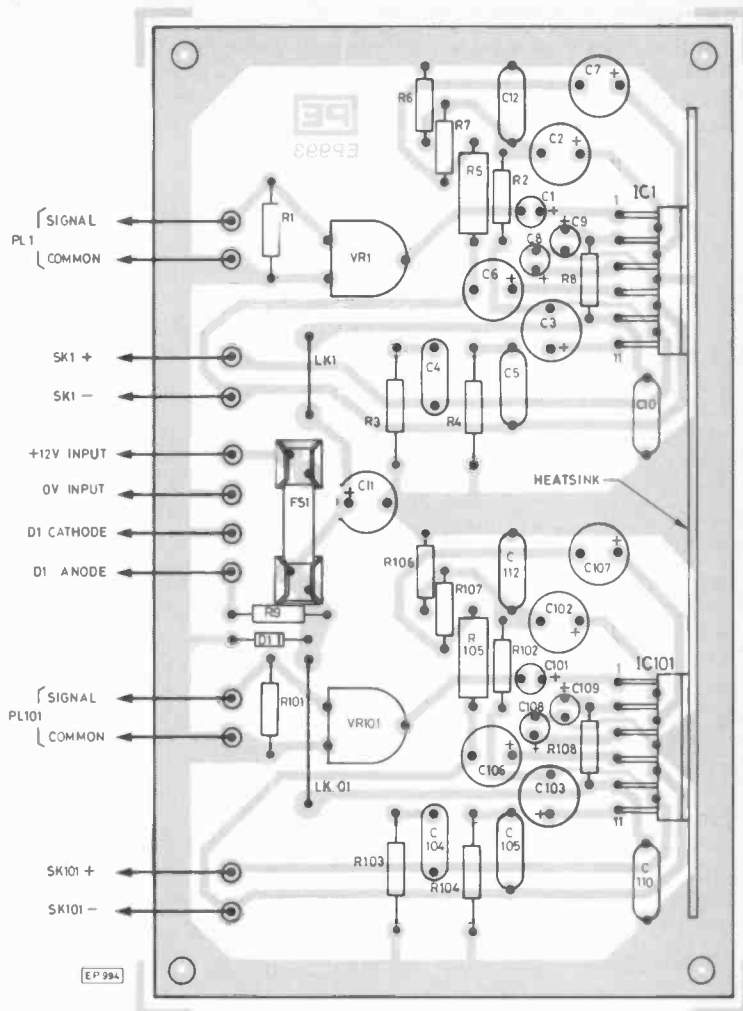 C7
R6
C12
PE
R7
EP993
C2
R5
R2
IC1
C1
1
C9
SIGNAL
R1
C8
PL1
COMMON
VR1
C6
R8
C3
SK1 +
LK1
C4
C5
11
SK1 −
R3
R4
C10
+12V INPUT
HEATSINK
0V INPUT
FS1
C11
D1 CATHODE
R106
C
112
C107
D1 ANODE
R107
C102
R9
R
105
R102
IC101
D1
C101
1
SIGNAL
R101
C109
PL101
C108
COMMON
VR101
R108
C106
C103
LK101
11
C
104
C
105
R103
SK101 +
R104
C
110
SK101 −
EP 994